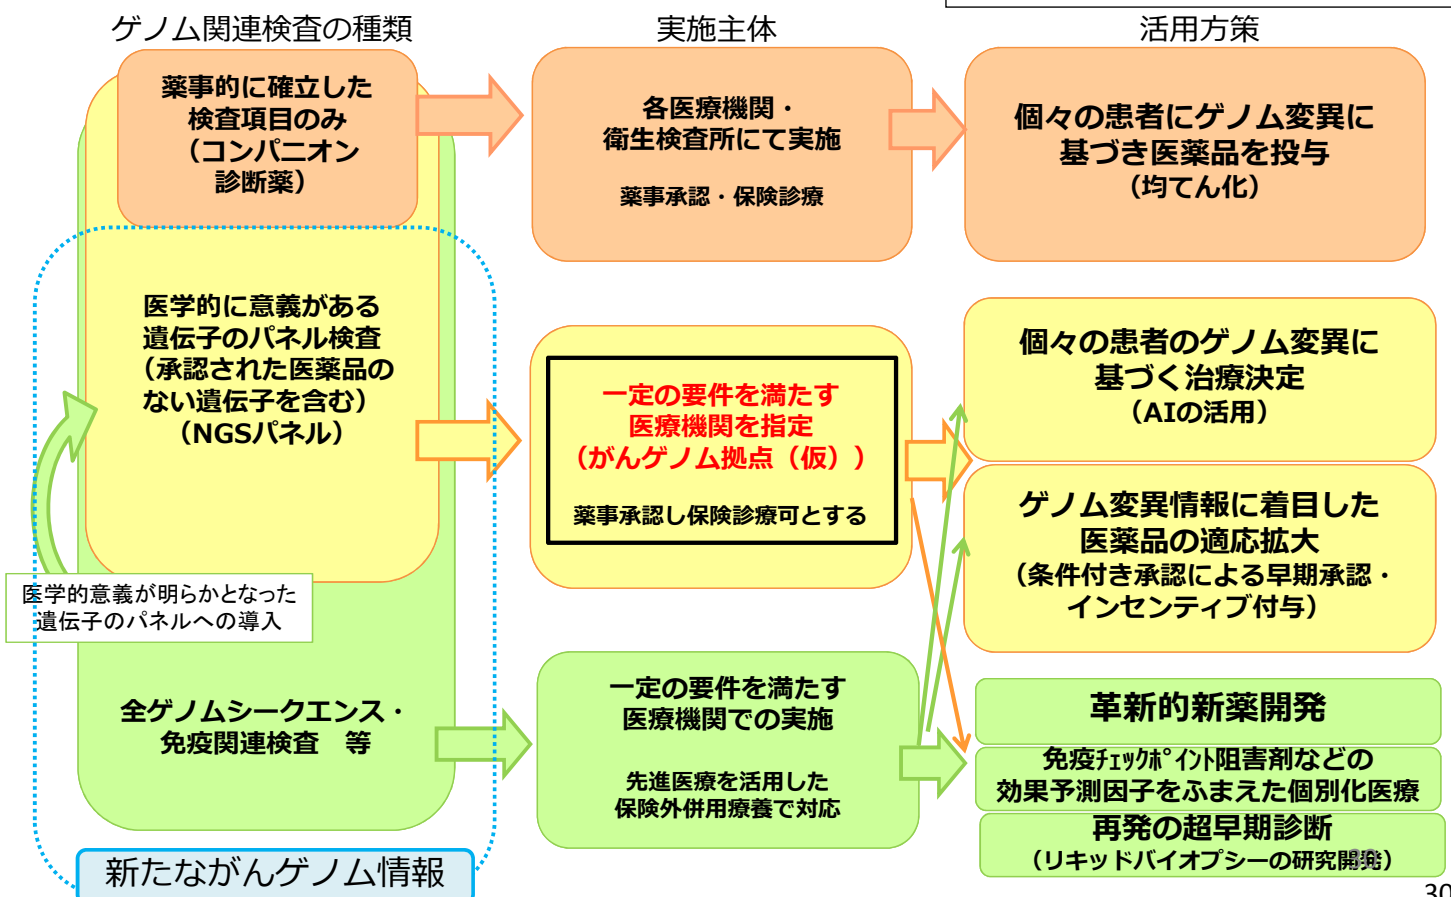 ゲノム関連検査の種類
実施主体
活用方策
薬事的に確立した
検査項目のみ
（コンパニオン
診断薬）
各医療機関・
衛生検査所にて実施
薬事承認・保険診療
個々の患者にゲノム変異に
基づき医薬品を投与
（均てん化）
医学的に意義がある
遺伝子のパネル検査
（承認された医薬品の
ない遺伝子を含む）
（NGSパネル）
一定の要件を満たす
医療機関を指定
（がんゲノム拠点（仮））
薬事承認し保険診療可とする
個々の患者のゲノム変異に
基づく治療決定
（AIの活用）
ゲノム変異情報に着目した
医薬品の適応拡大
（条件付き承認による早期承認・
インセンティブ付与）
医学的意義が明らかとなった
遺伝子のパネルへの導入
全ゲノムシークエンス・
免疫関連検査　等
一定の要件を満たす
医療機関での実施
先進医療を活用した
保険外併用療養で対応
革新的新薬開発
免疫ﾁｪｯｸﾎﾟｲﾝﾄ阻害剤などの
効果予測因子をふまえた個別化医療
再発の超早期診断
（リキッドバイオプシーの研究開発）
30
新たながんゲノム情報
30